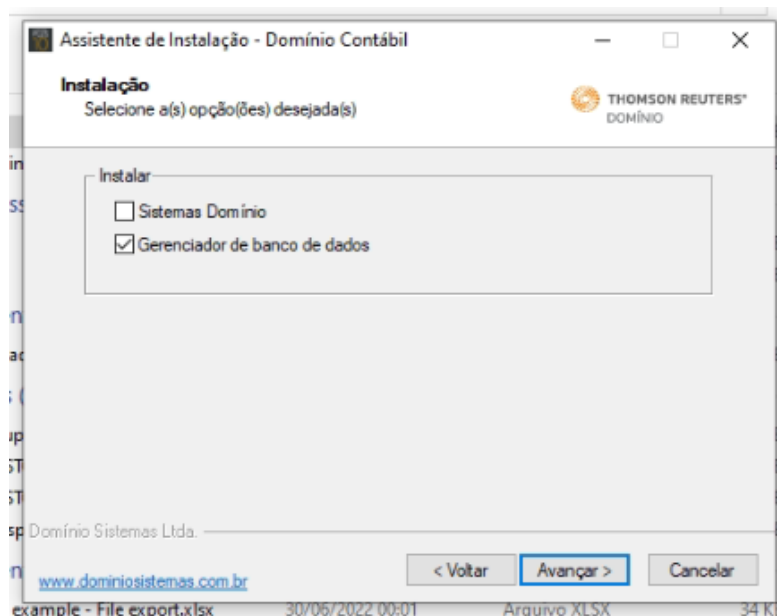 Assistente de Instalação - Domínio Contábil
Instalação
Selecione a(s) opção(ões) desejada(s)
THOMSON REUTERS®
DOMÍNIO
Instalar
Sistemas Domínio
Gerenciador de banco de dados
Domínio Sistemas Ltda.
www.dominiosistemas.com.br
< Voltar
Avançar >
Cancelar
example - File export.xlsx 30/06/2022 00:01 Arquivo XLSX 34 K